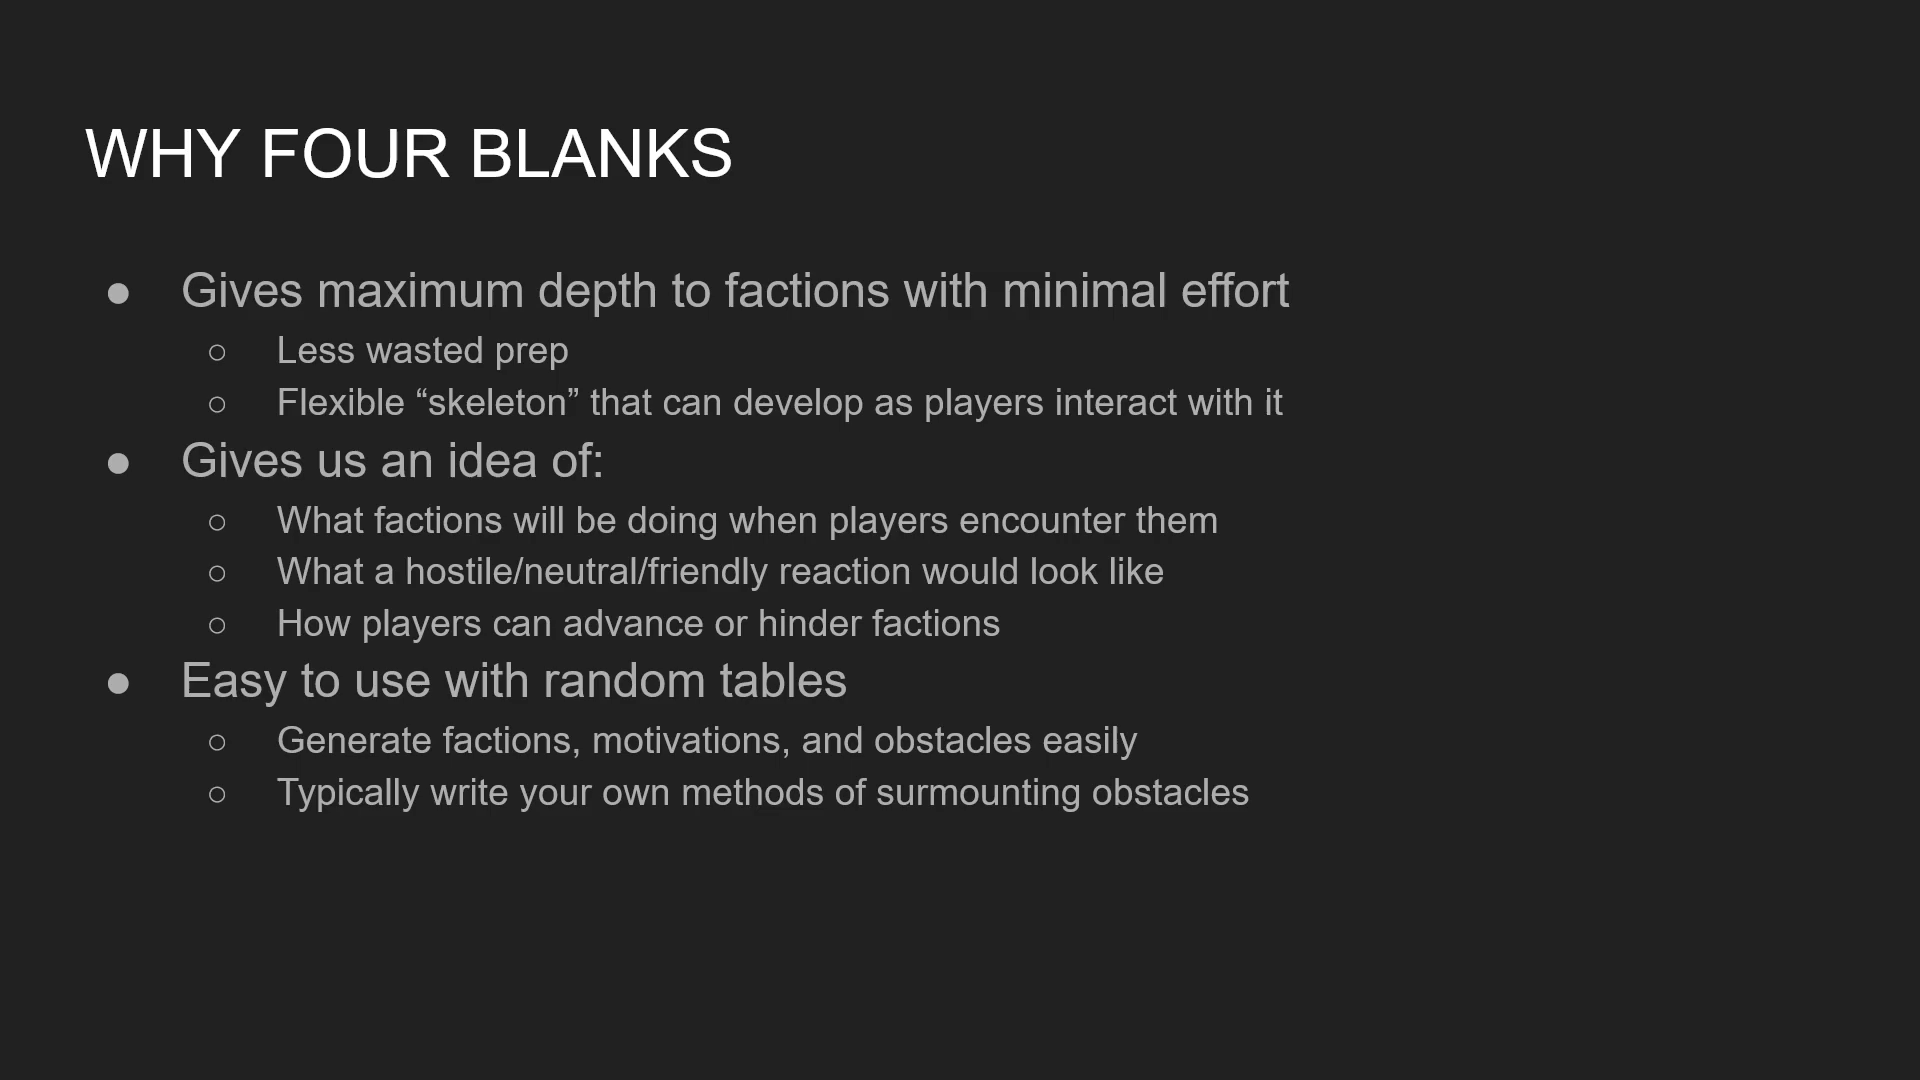 WHY FOUR BLANKS
● Gives maximum depth to factions with minimal effort
○ Less wasted prep
○ Flexible “skeleton” that can develop as players interact with it
● Gives us an idea of:
○ What factions will be doing when players encounter them
○ What a hostile/neutral/friendly reaction would look like
○ How players can advance or hinder factions
● Easy to use with random tables
○ Generate factions, motivations, and obstacles easily
○ Typically write your own methods of surmounting obstacles